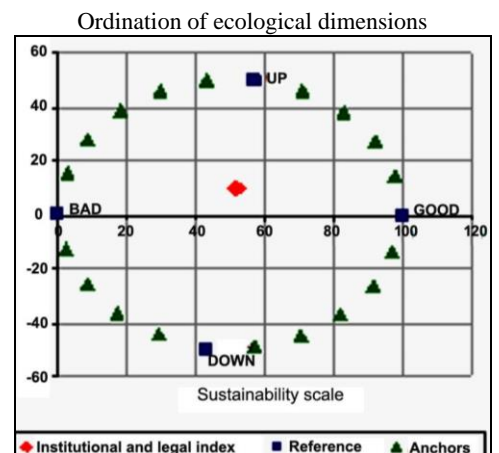 Ordination of ecological dimensions
60
UP
40
20
BAD
GOOD
0
0 20 40 60 80 100 120
-20
-40
DOWN
-60
Sustainability scale
Institutional and legal index Reference Anchors